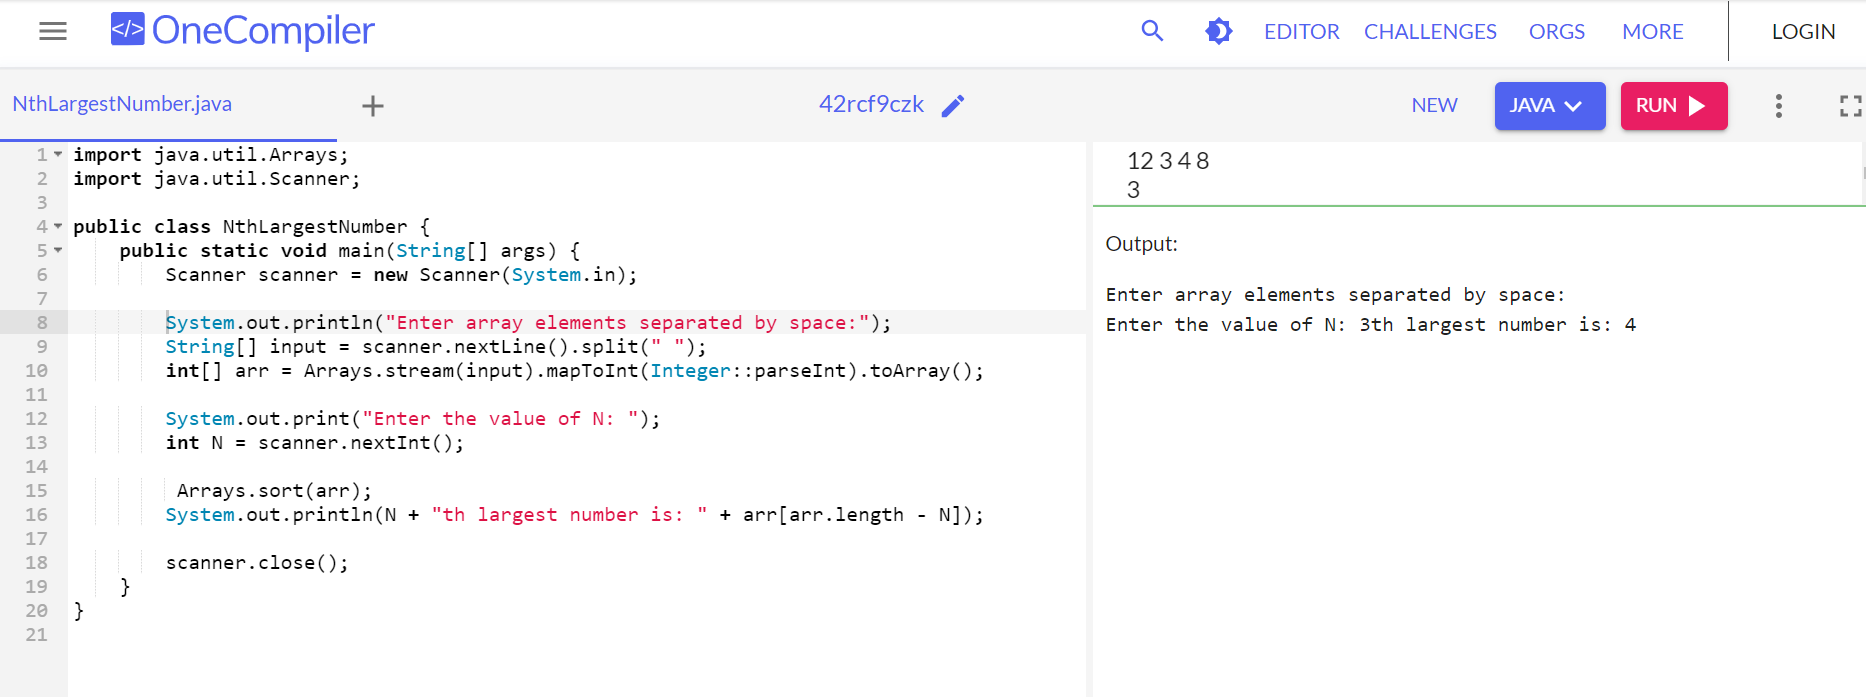 </> OneCompiler
EDITOR CHALLENGES ORGS MORE LOGIN
NthLargestNumber.java + 42rcf9czk NEW JAVA RUN
1 import java.util.Arrays;
2 import java.util.Scanner;
3
4 public class NthLargestNumber {
5 public static void main(String[] args) {
6 Scanner scanner = new Scanner(System.in);
7
8 System.out.println("Enter array elements separated by space:");
9 String[] input = scanner.nextLine().split(" ");
10 int[] arr = Arrays.stream(input).mapToInt(Integer::parseInt).toArray();
11
12 System.out.print("Enter the value of N: ");
13 int N = scanner.nextInt();
14
15 Arrays.sort(arr);
16 System.out.println(N + "th largest number is: " + arr[arr.length - N]);
17
18 scanner.close();
19 }
20 }
21
12 3 4 8
3
Output:
Enter array elements separated by space:
Enter the value of N: 3th largest number is: 4